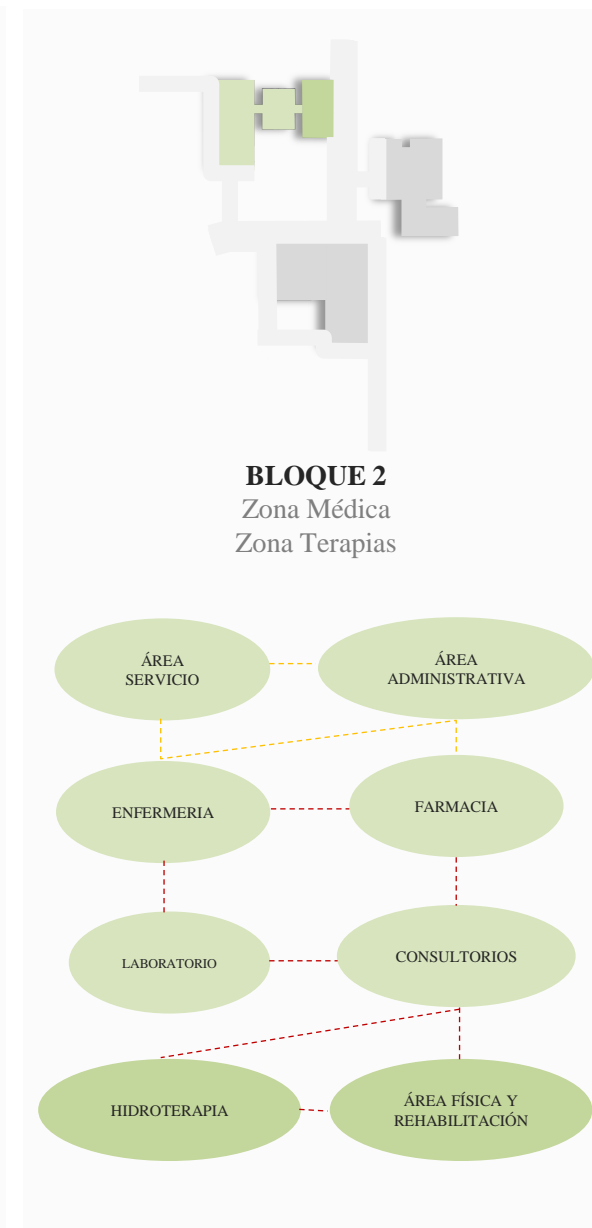 BLOQUE 2
Zona Médica
Zona Terapias
ÁREA
SERVICIO
ÁREA
ADMINISTRATIVA
ENFERMERIA
FARMACIA
LABORATORIO
CONSULTORIOS
HIDROTERAPIA
ÁREA FÍSICA Y
REHABILITACIÓN